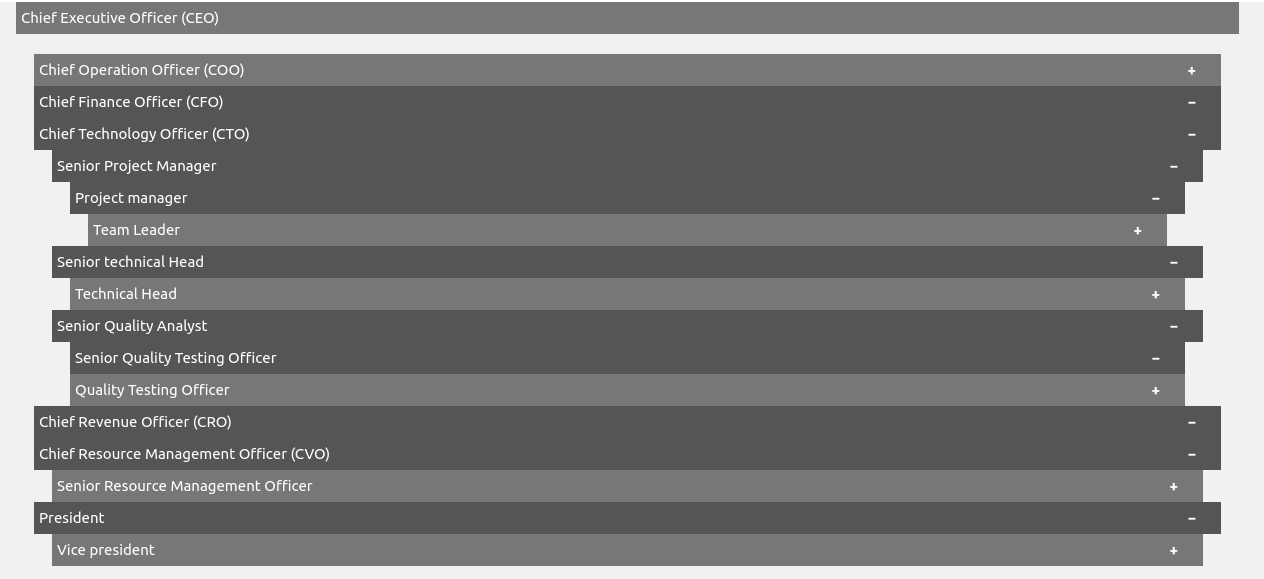 Chief Executive Officer (CEO)
Chief Operation Officer (COO) +
Chief Finance Officer (CFO) –
Chief Technology Officer (CTO) –
Senior Project Manager –
Project manager –
Team Leader +
Senior technical Head –
Technical Head +
Senior Quality Analyst –
Senior Quality Testing Officer –
Quality Testing Officer +
Chief Revenue Officer (CRO) –
Chief Resource Management Officer (CVO) –
Senior Resource Management Officer +
President –
Vice president +